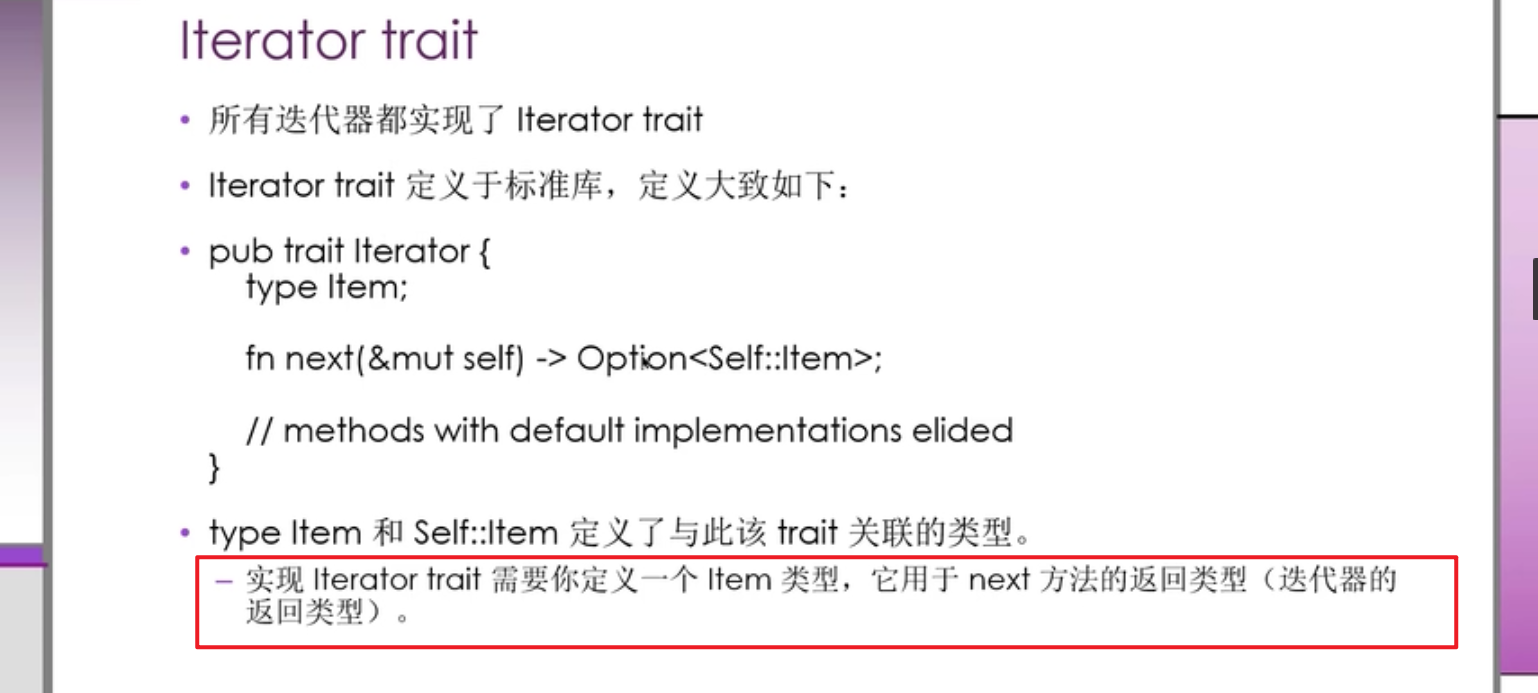 Iterator trait
• 所有迭代器都实现了 Iterator trait
• Iterator trait 定义于标准库，定义大致如下：
• pub trait Iterator {
type Item;
fn next(&mut self) -> Option<Self::Item>;
// methods with default implementations elided
}
• type Item 和 Self::Item 定义了与此该 trait 关联的类型。
– 实现 Iterator trait 需要你定义一个 Item 类型，它用于 next 方法的返回类型（迭代器的
返回类型）。